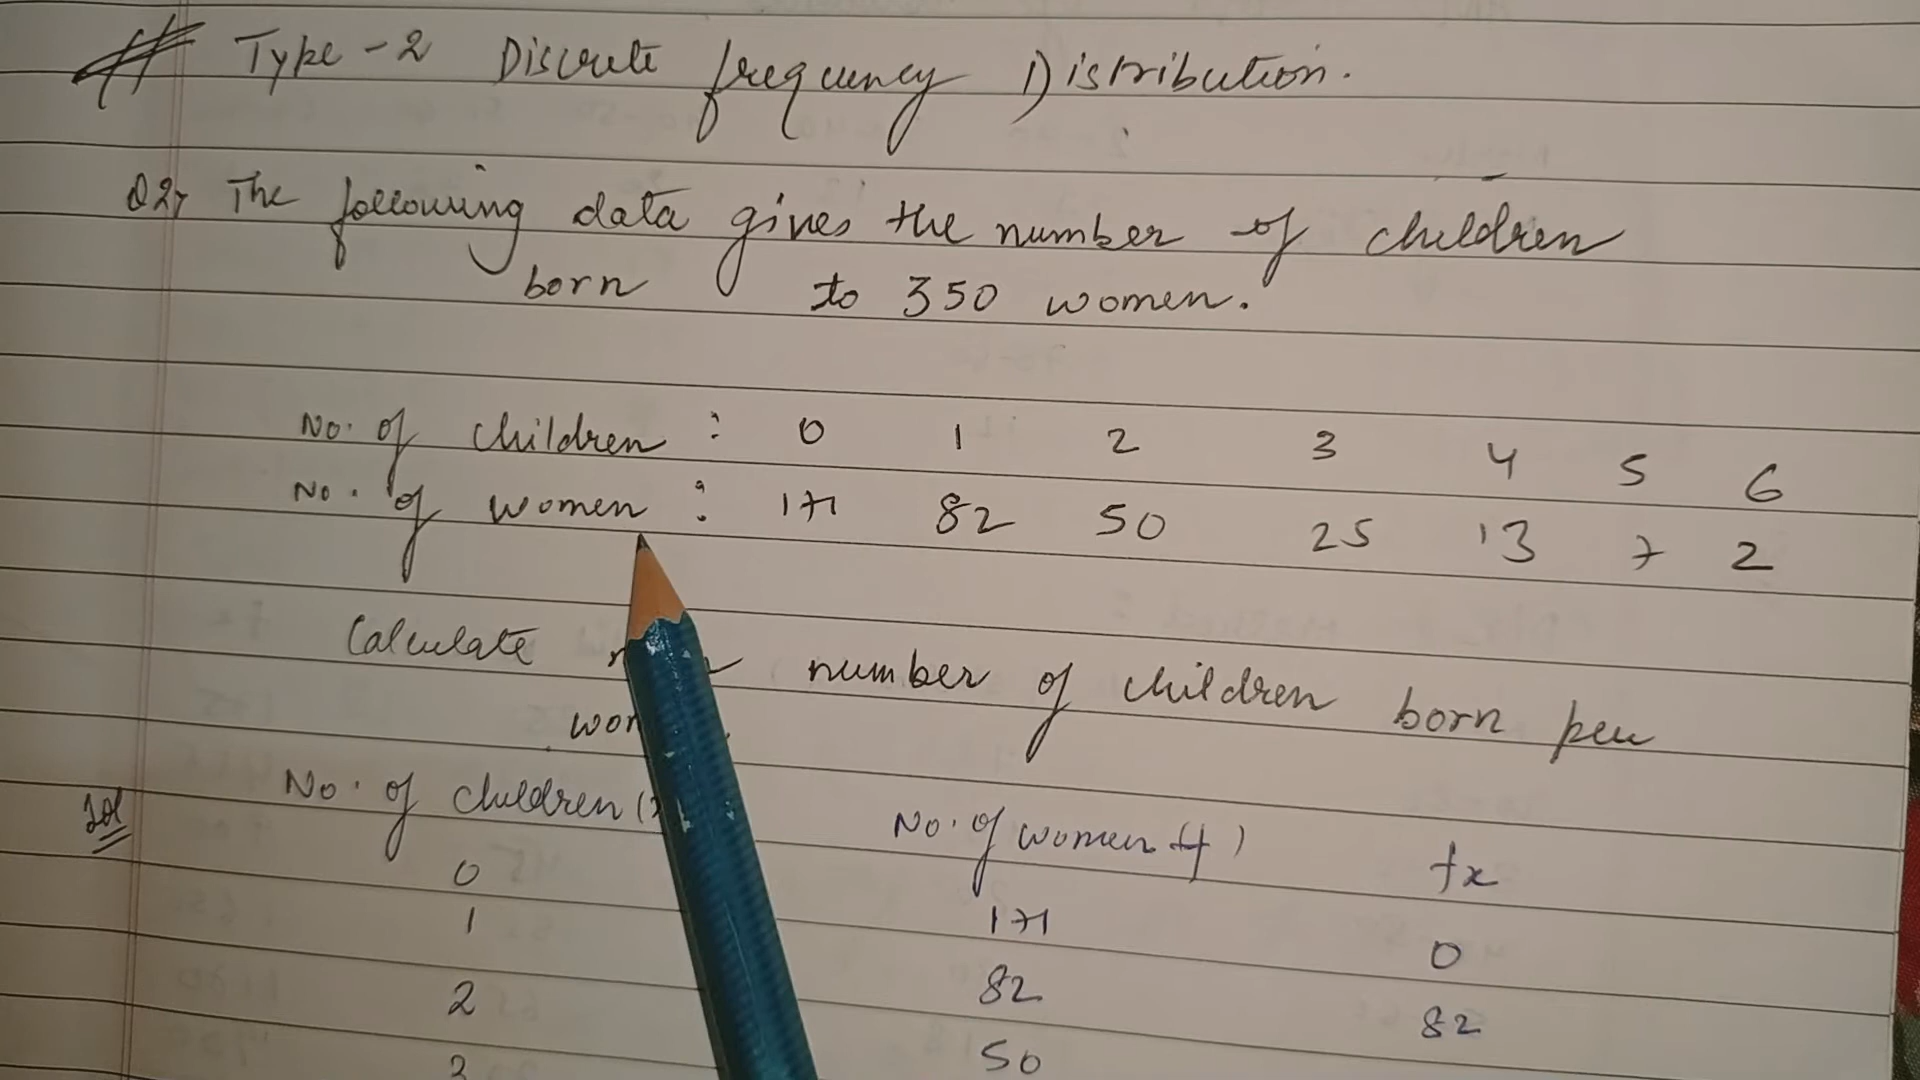 # Type-2 Discrete frequency Distribution.
Q2, The following data gives the number of children
born to 350 women.
No. of children : 0 1 2 3 4 5 6
No. of women : 171 82 50 25 13 7 2
Calculate number of children born per
No. of children No. of women (f) fx
Sol
0 171 0
1 82 82
2 50
3